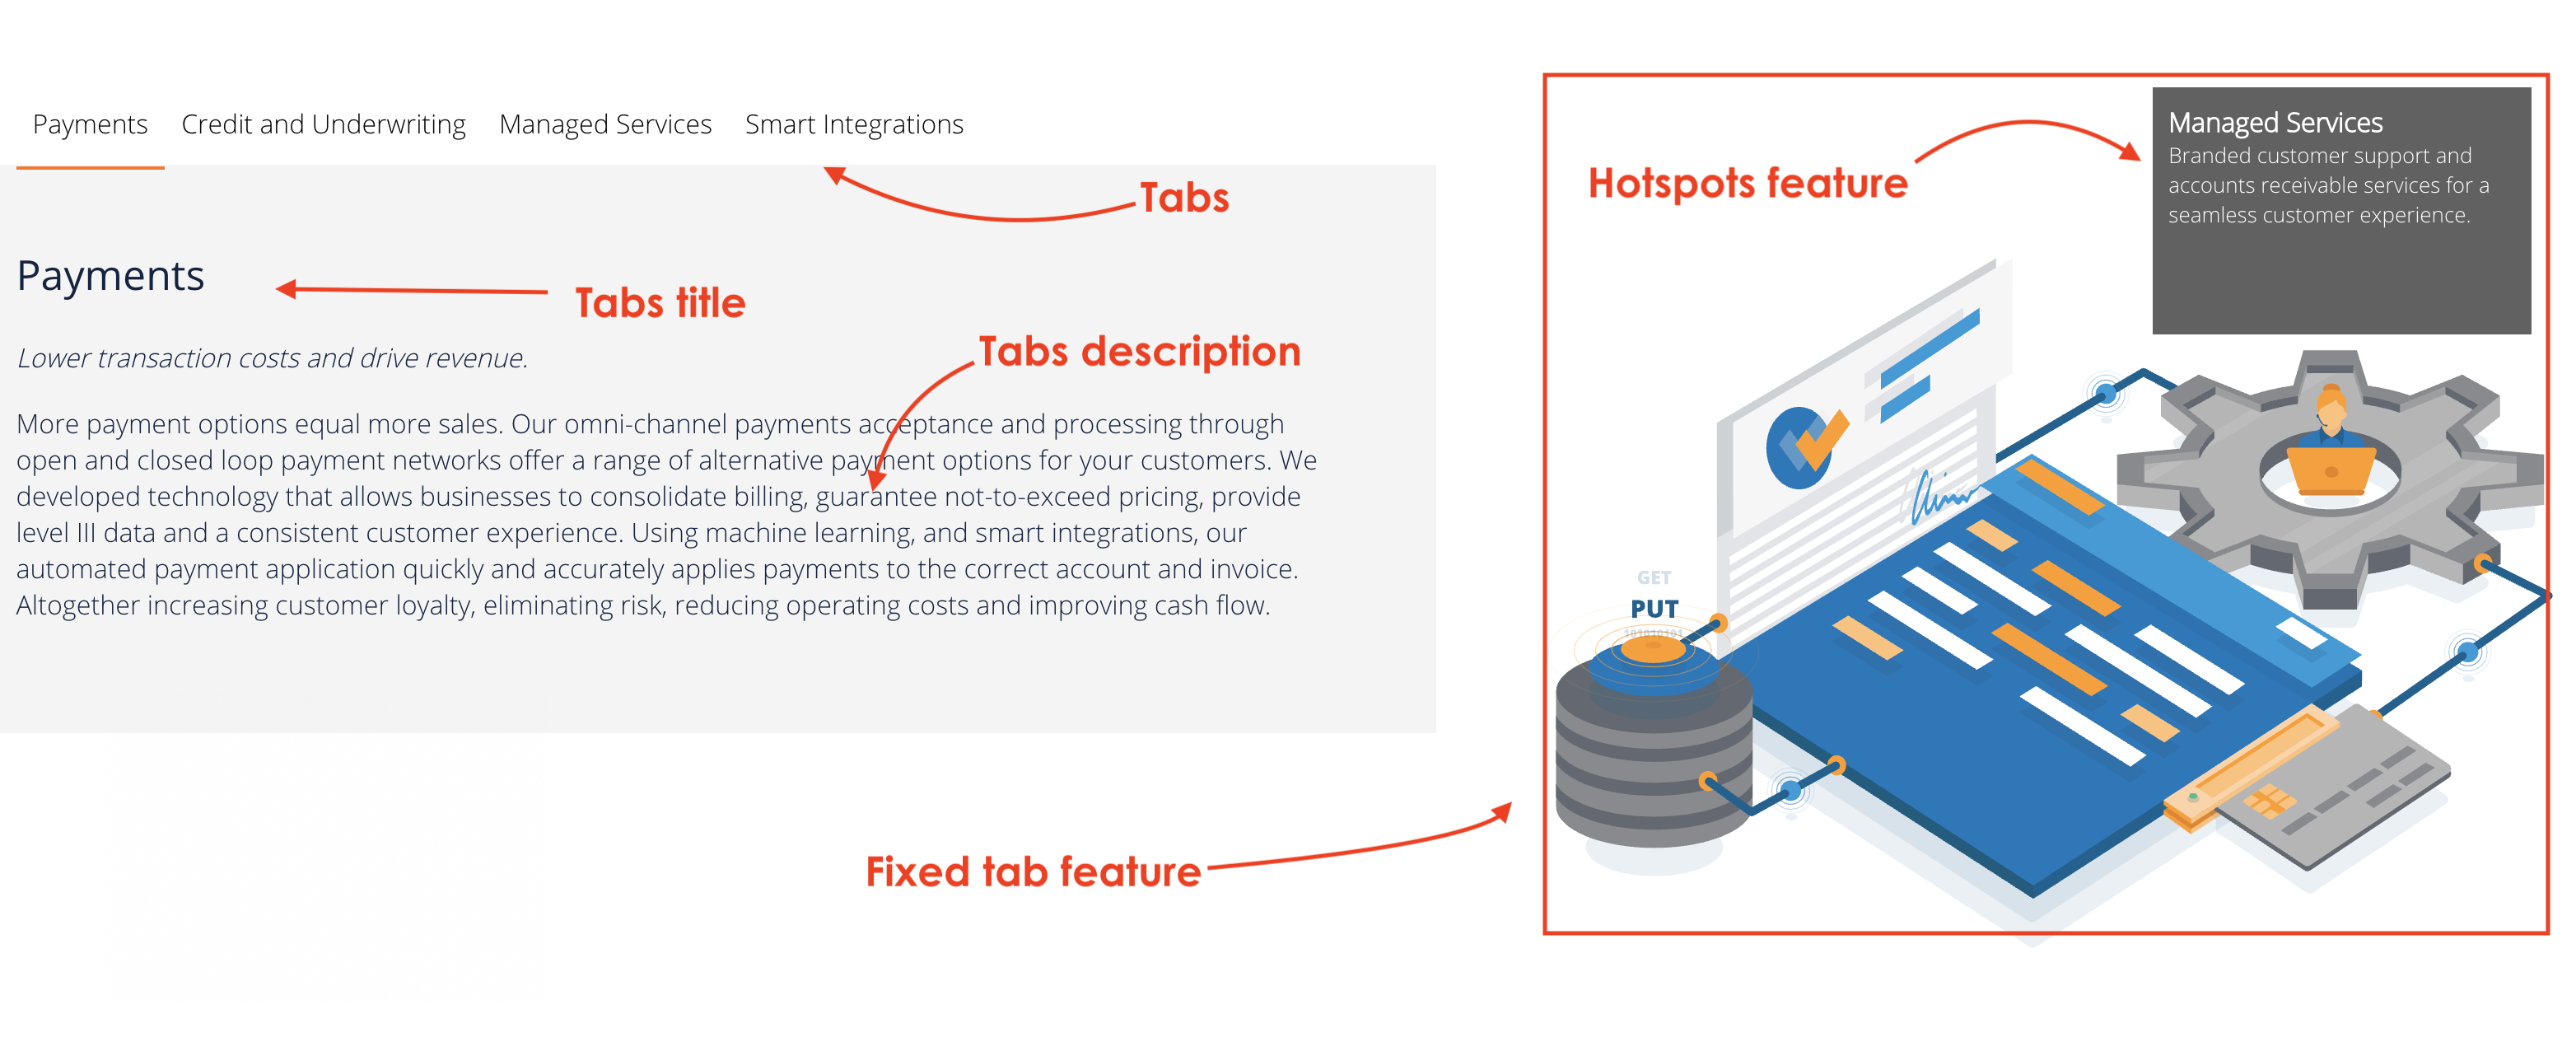 Payments Credit and Underwriting Managed Services Smart Integrations
Tabs
Payments
Tabs title
Lower transaction costs and drive revenue.
Tabs description
More payment options equal more sales. Our omni-channel payments acceptance and processing through
open and closed loop payment networks offer a range of alternative payment options for your customers. We
developed technology that allows businesses to consolidate billing, guarantee not-to-exceed pricing, provide
level III data and a consistent customer experience. Using machine learning, and smart integrations, our
automated payment application quickly and accurately applies payments to the correct account and invoice.
Altogether increasing customer loyalty, eliminating risk, reducing operating costs and improving cash flow.
Fixed tab feature
Hotspots feature
Managed Services
Branded customer support and
accounts receivable services for a
seamless customer experience.
GET
PUT
101010101